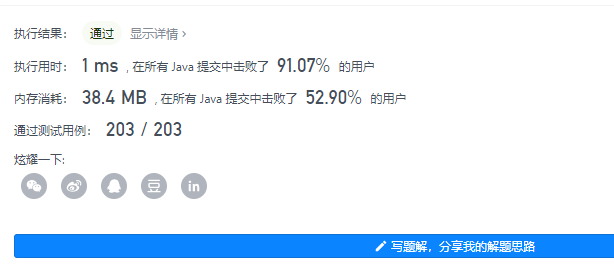 执行结果： 通过 显示详情 ›
执行用时： 1 ms ，在所有 Java 提交中击败了 91.07% 的用户
内存消耗： 38.4 MB ，在所有 Java 提交中击败了 52.90% 的用户
通过测试用例： 203 / 203
炫耀一下:
豆 in
写题解，分享我的解题思路